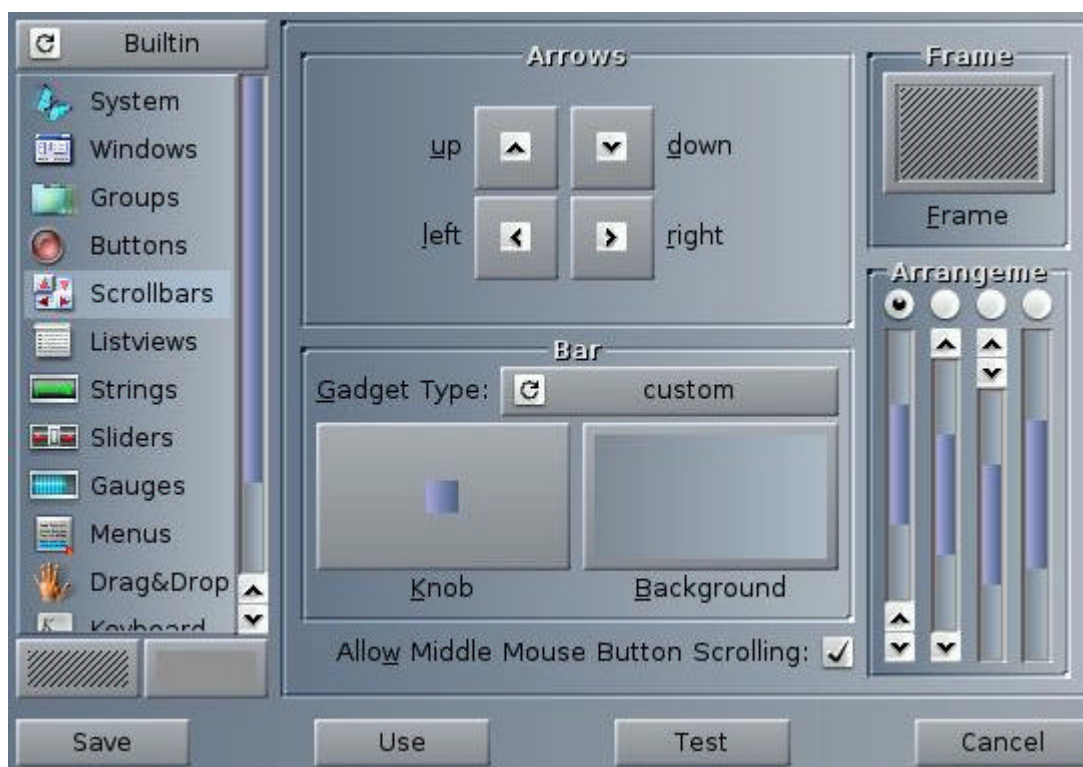 Builtin
System
Windows
Groups
Buttons
Scrollbars
Listviews
Strings
Sliders
Gauges
Menus
Drag&Drop
Keyboard
Arrows
up
down
left
right
Bar
Gadget Type: custom
Knob
Background
Allow Middle Mouse Button Scrolling:
Frame
Frame
Arrangeme
Save
Use
Test
Cancel